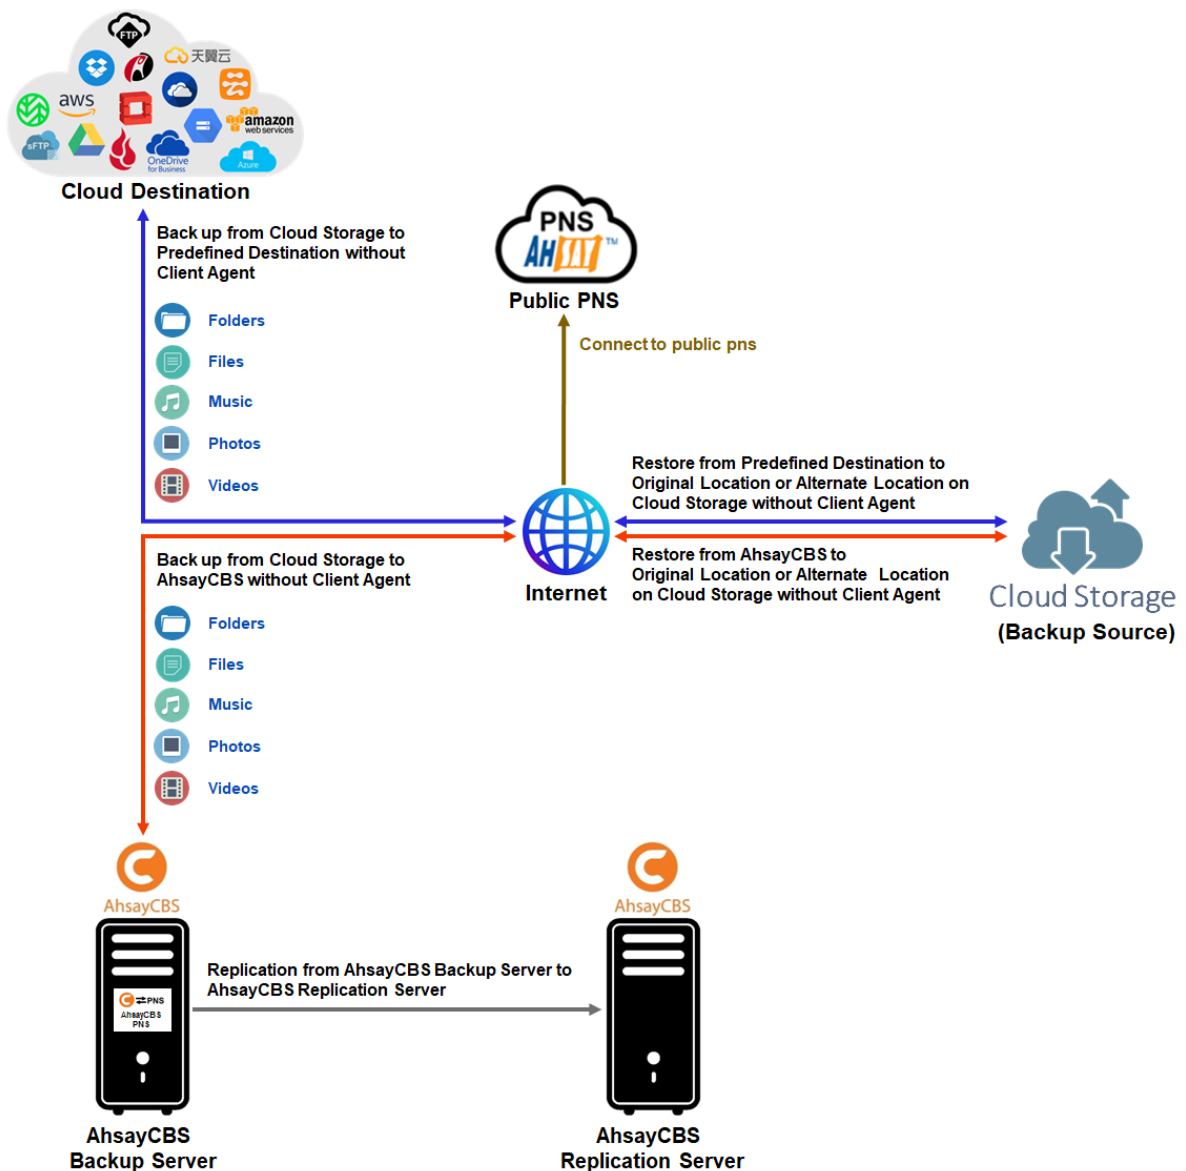 FTP
天翼云
aws
amazon
web services
sFTP
OneDrive
for Business
Azure
Cloud Destination
Back up from Cloud Storage to
Predefined Destination without
Client Agent
Folders
Files
Music
Photos
Videos
PNS
AHSAY™
Public PNS
Connect to public pns
Restore from Predefined Destination to
Original Location or Alternate Location on
Cloud Storage without Client Agent
Internet
Restore from AhsayCBS to
Original Location or Alternate Location
on Cloud Storage without Client Agent
Cloud Storage
(Backup Source)
Back up from Cloud Storage to
AhsayCBS without Client Agent
Folders
Files
Music
Photos
Videos
AhsayCBS
AhsayCBS
Replication from AhsayCBS Backup Server to
AhsayCBS Replication Server
PNS
AhsayCBS
PNS
AhsayCBS
Backup Server
AhsayCBS
Replication Server